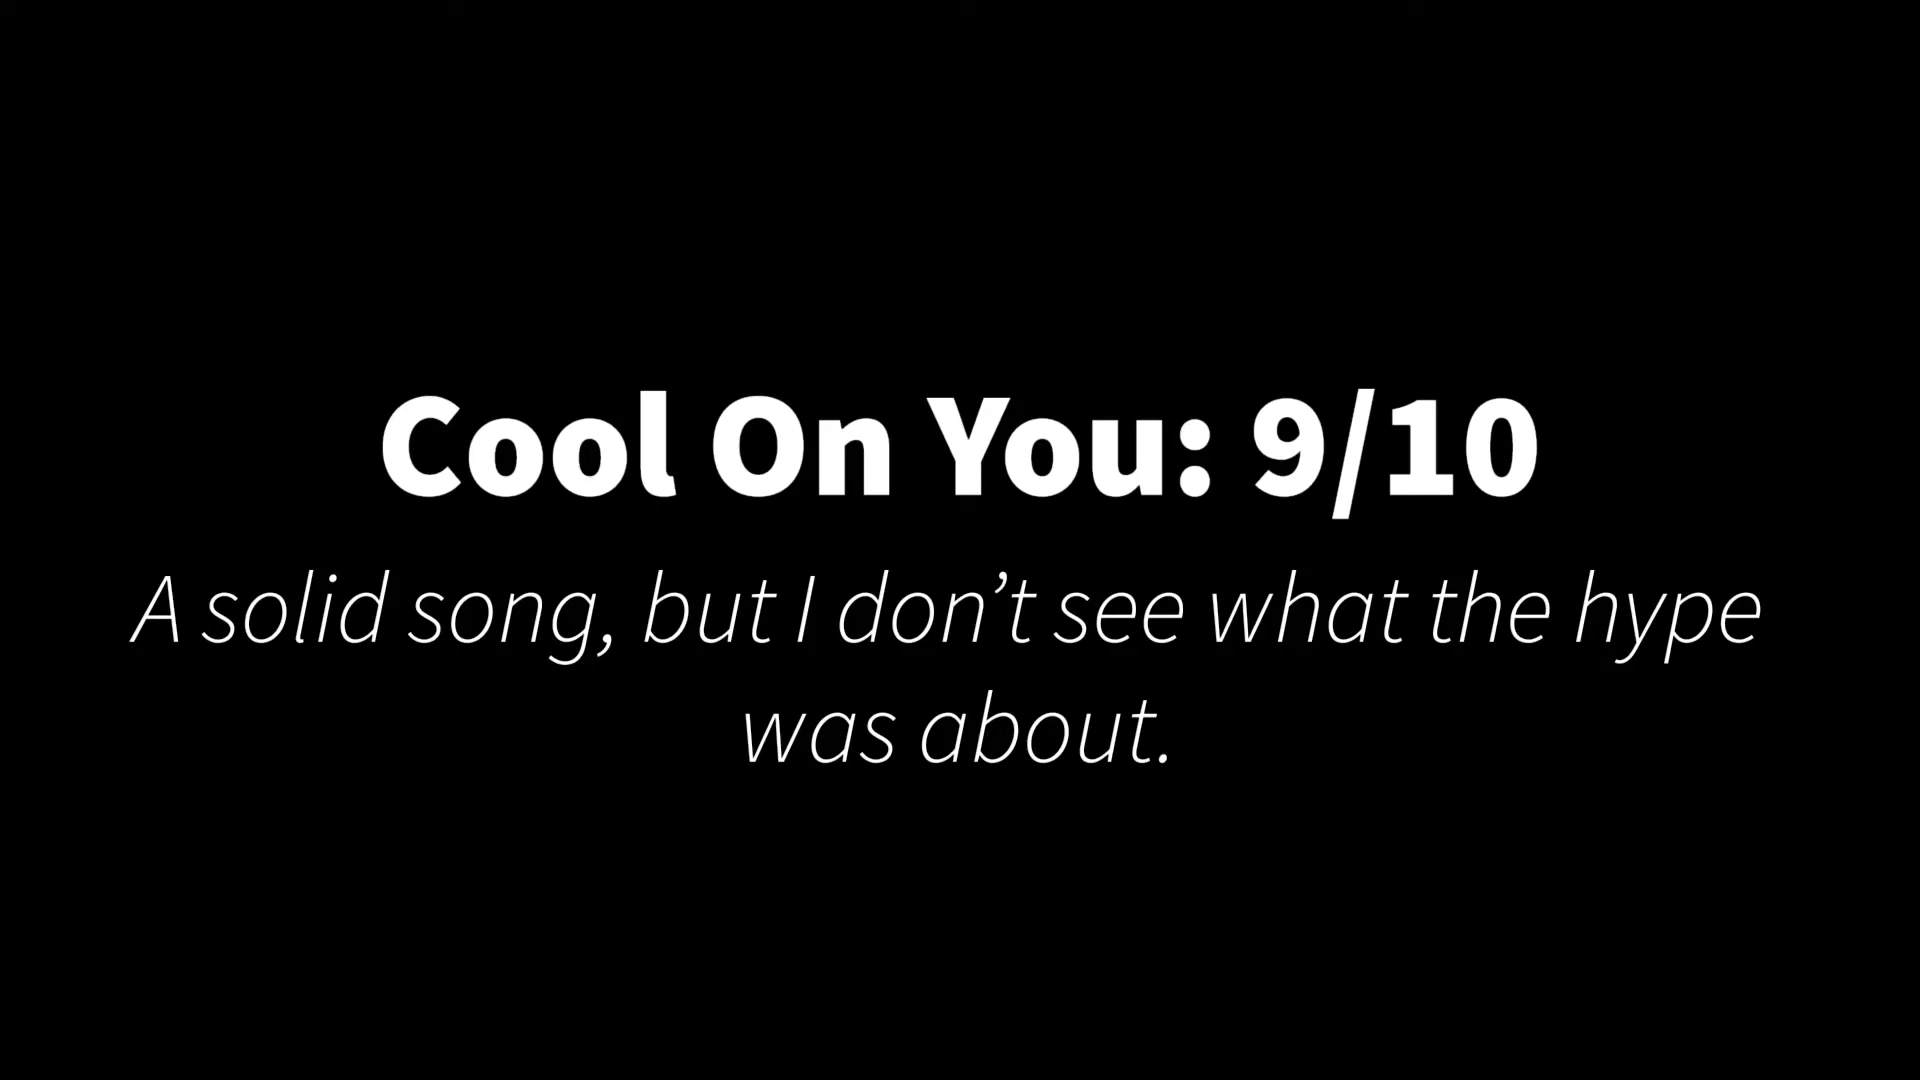 Cool On You: 9/10
A solid song, but I don’t see what the hype
was about.